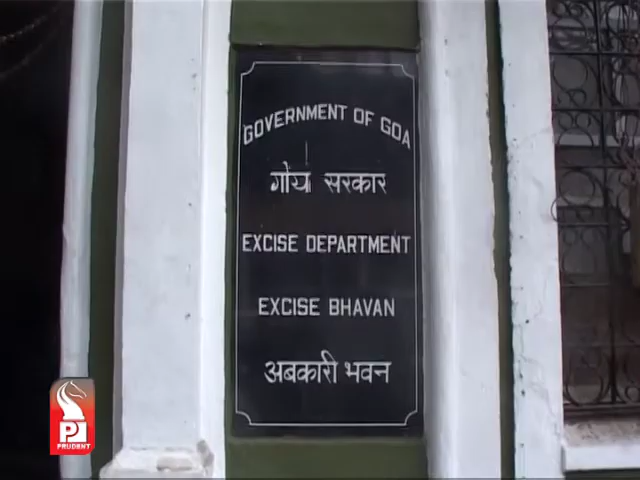 GOVERNMENT OF GOA
गोंय सरकार
EXCISE DEPARTMENT
EXCISE BHAVAN
अबकारी भवन
PRUDENT